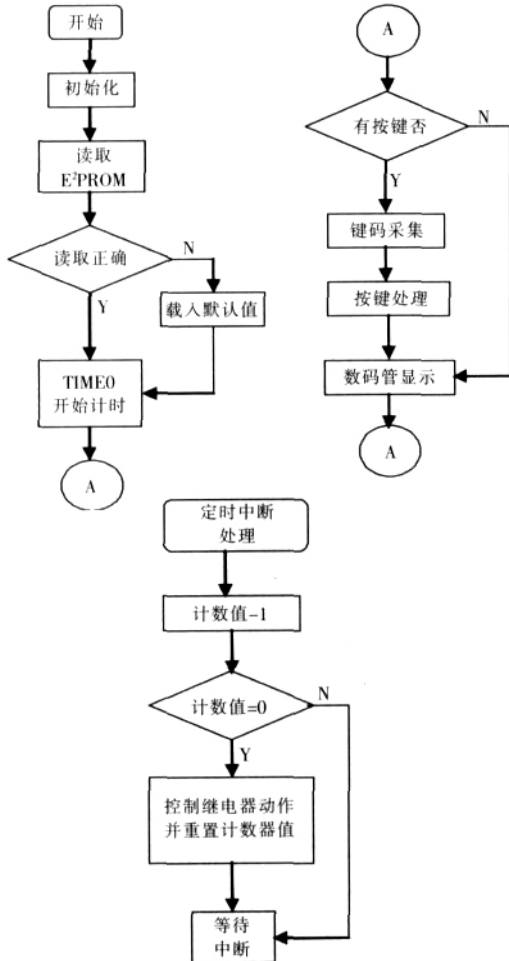 开始
初始化
读取
E²PROM
读取正确
N
Y
载入默认值
TIME0
开始计时
A
A
有按键否
N
Y
键码采集
按键处理
数码管显示
A
定时中断
处理
计数值-1
计数值=0
N
Y
控制继电器动作
并重置计数器值
等待
中断